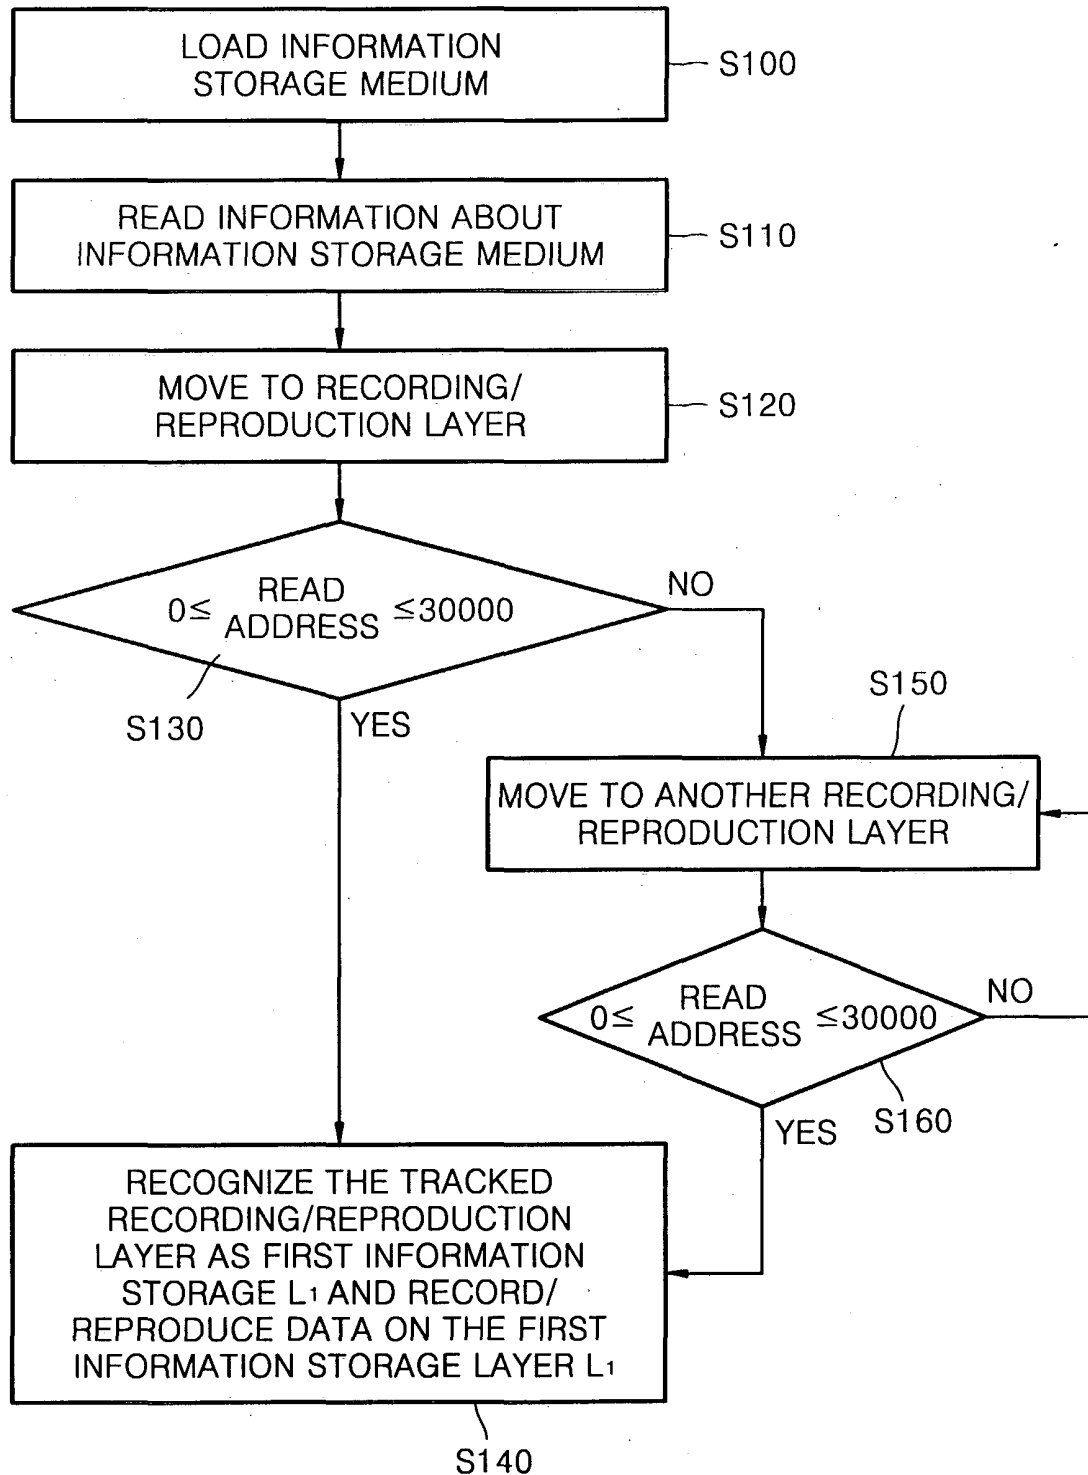 LOAD INFORMATION
STORAGE MEDIUM
S100
READ INFORMATION ABOUT
INFORMATION STORAGE MEDIUM
S110
MOVE TO RECORDING/
REPRODUCTION LAYER
S120
0≦ READ ADDRESS ≦30000
NO
S130
YES
S150
MOVE TO ANOTHER RECORDING/
REPRODUCTION LAYER
0≦ READ ADDRESS ≦30000
NO
S160
YES
RECOGNIZE THE TRACKED
RECORDING/REPRODUCTION
LAYER AS FIRST INFORMATION
STORAGE L1 AND RECORD/
REPRODUCE DATA ON THE FIRST
INFORMATION STORAGE LAYER L1
S140